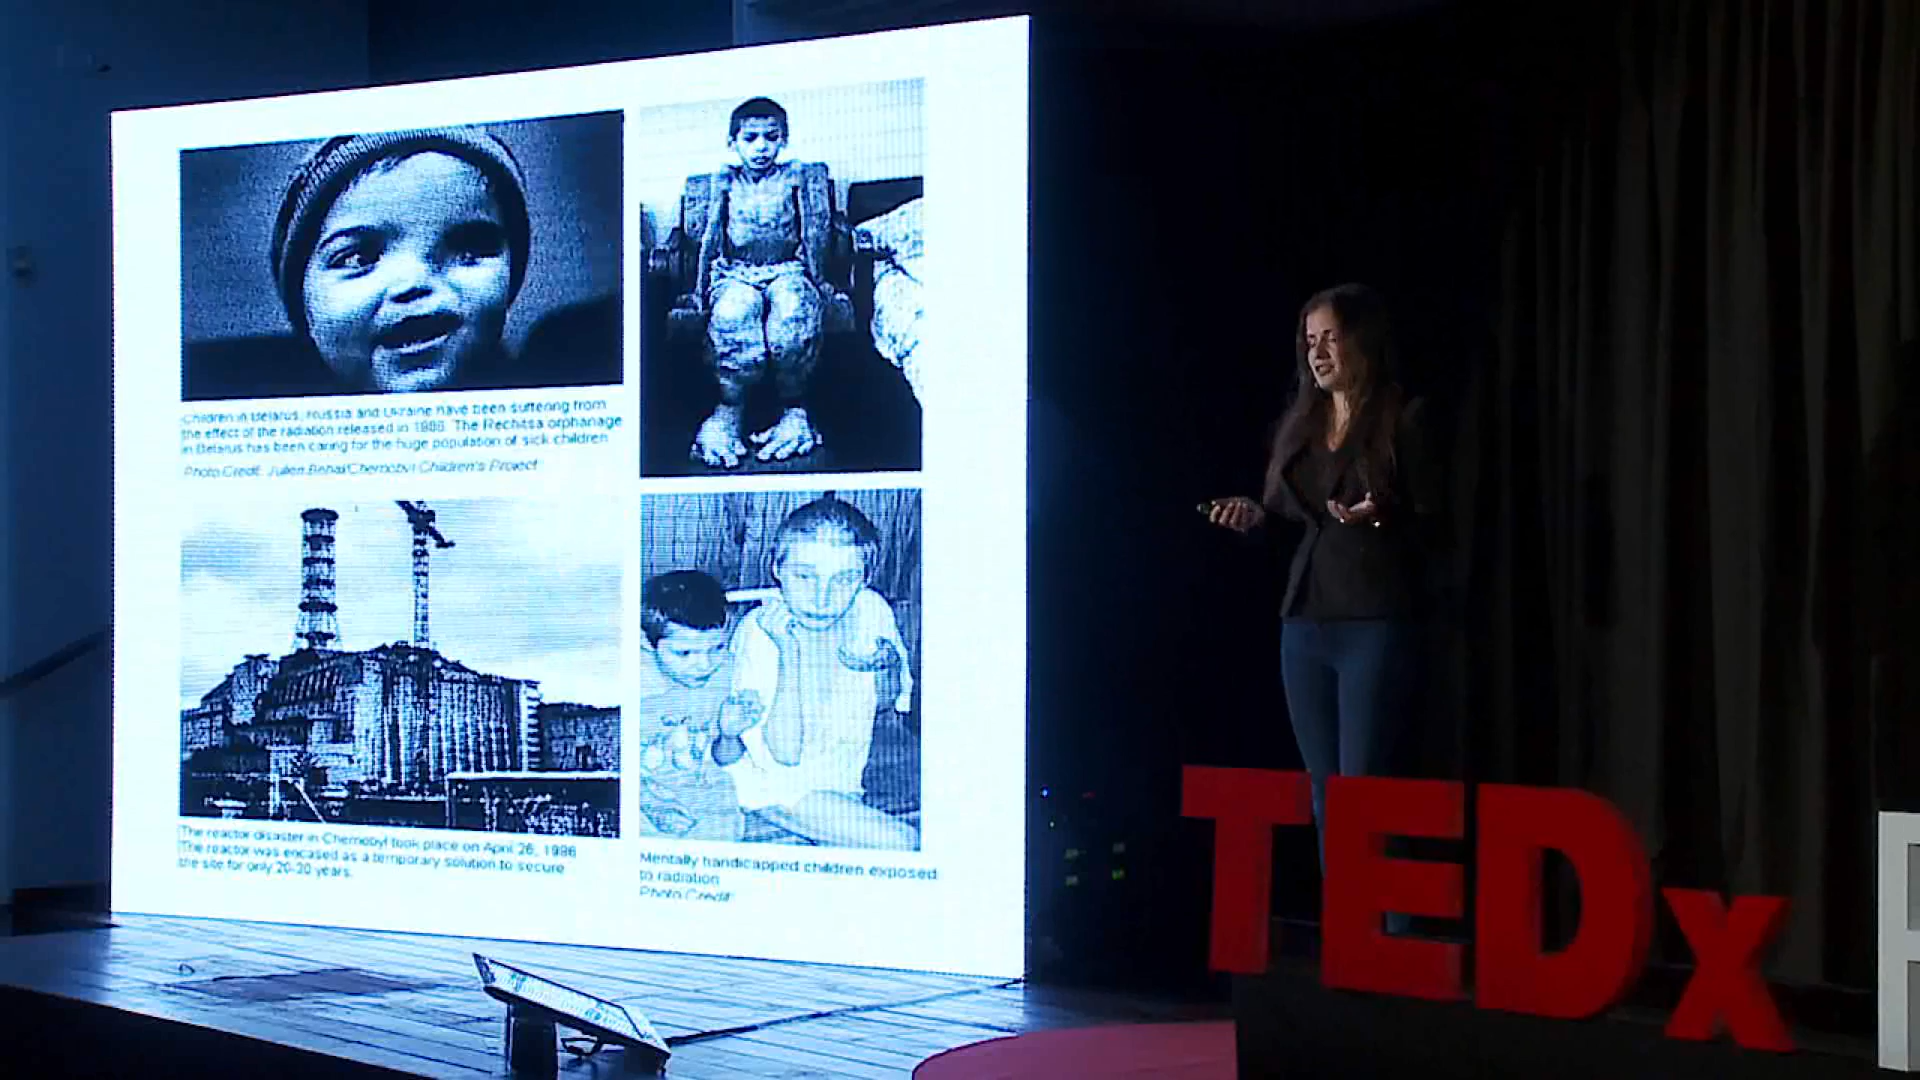 Children in Belarus, Russia and Ukraine have been suffering from
the effect of the radiation released in 1986. The Rechitsa orphanage
in Belarus has been caring for the huge population of sick children
Photo Credit: Julien Behal/Chernobyl Children's Project
The reactor disaster in Chernobyl took place on April 26, 1986
The reactor was encased as a temporary solution to secure
the site for only 20-30 years.
Mentally handicapped children exposed
to radiation
Photo Credit:
TEDx